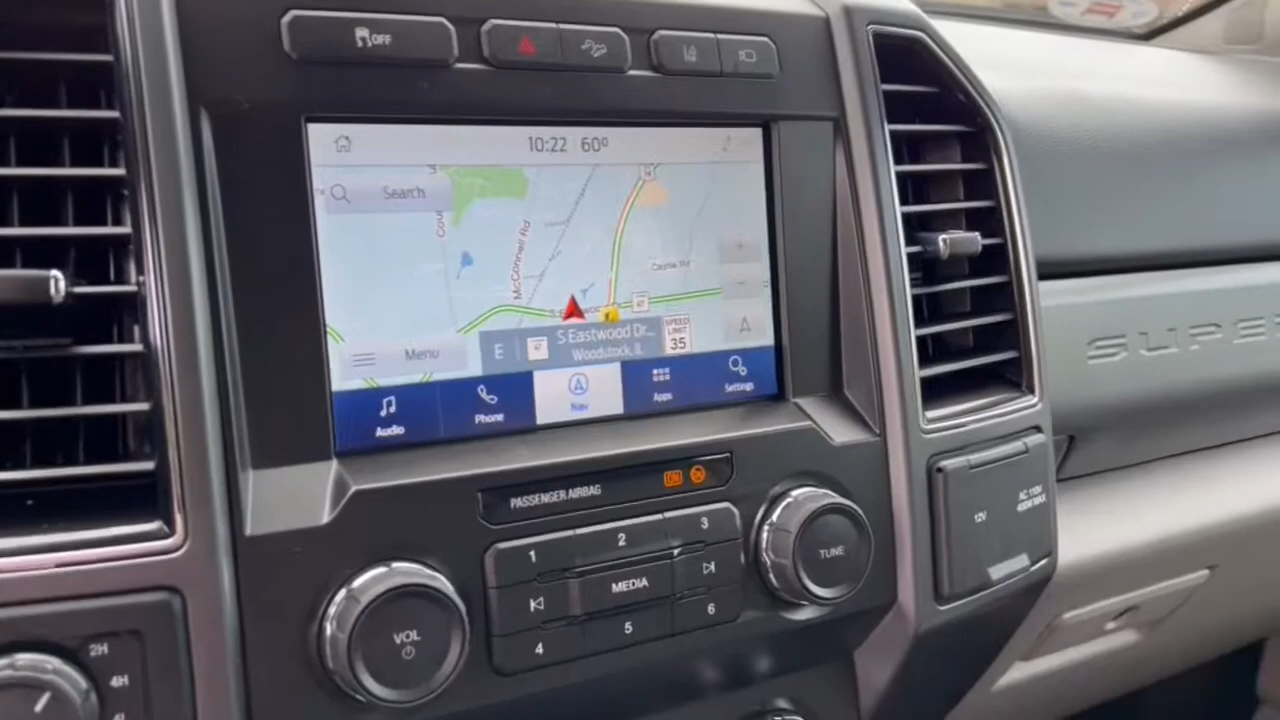 OFF
10:22 60°
Search
McConnell Rd
47
S Eastwood Dr...
Woodstock, IL
E
SPEED LIMIT 35
Menu
Audio
Phone
Nav
Apps
Settings
PASSENGER AIRBAG
ON
1
2
3
MEDIA
4
5
6
VOL
TUNE
12V
AC 110V
400W MAX
SUPE
2H
4H